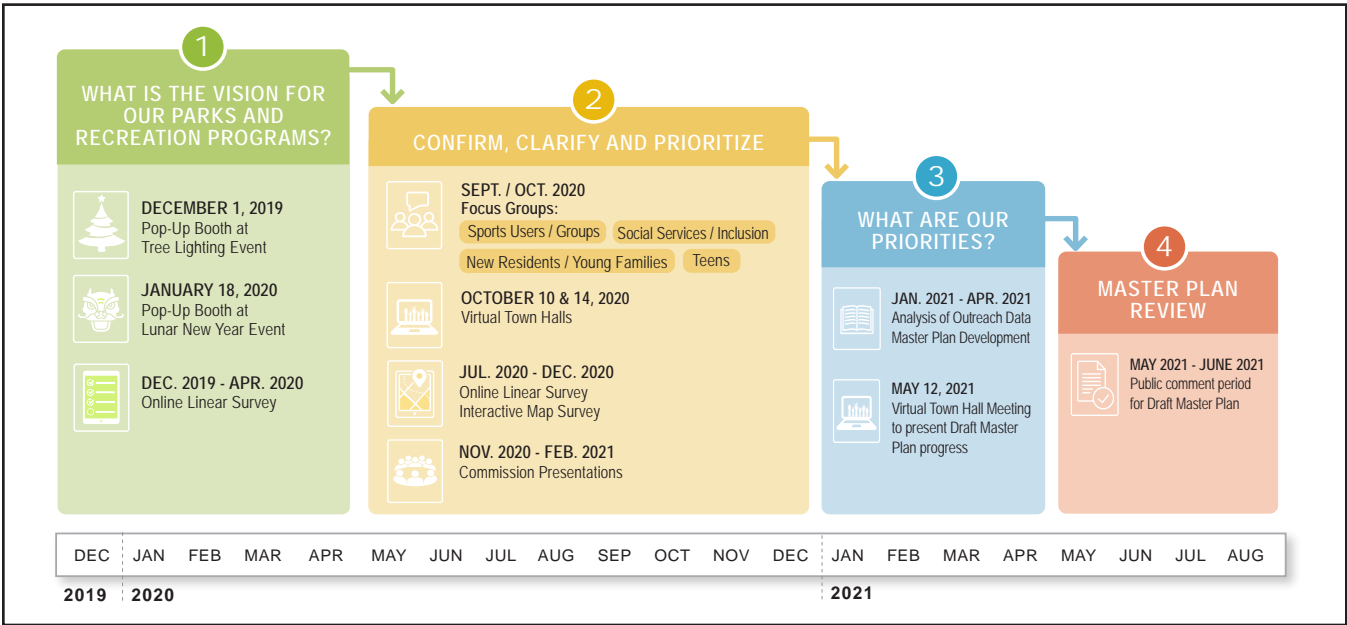 1
WHAT IS THE VISION FOR
OUR PARKS AND
RECREATION PROGRAMS?
DECEMBER 1, 2019
Pop-Up Booth at
Tree Lighting Event
JANUARY 18, 2020
Pop-Up Booth at
Lunar New Year Event
DEC. 2019 - APR. 2020
Online Linear Survey
2
CONFIRM, CLARIFY AND PRIORITIZE
SEPT. / OCT. 2020
Focus Groups:
Sports Users / Groups Social Services / Inclusion
New Residents / Young Families Teens
OCTOBER 10 & 14, 2020
Virtual Town Halls
JUL. 2020 - DEC. 2020
Online Linear Survey
Interactive Map Survey
NOV. 2020 - FEB. 2021
Commission Presentations
3
WHAT ARE OUR
PRIORITIES?
JAN. 2021 - APR. 2021
Analysis of Outreach Data
Master Plan Development
MAY 12, 2021
Virtual Town Hall Meeting
to present Draft Master
Plan progress
4
MASTER PLAN
REVIEW
MAY 2021 - JUNE 2021
Public comment period
for Draft Master Plan
DEC JAN FEB MAR APR MAY JUN JUL AUG SEP OCT NOV DEC JAN FEB MAR APR MAY JUN JUL AUG
2019 2020 2021